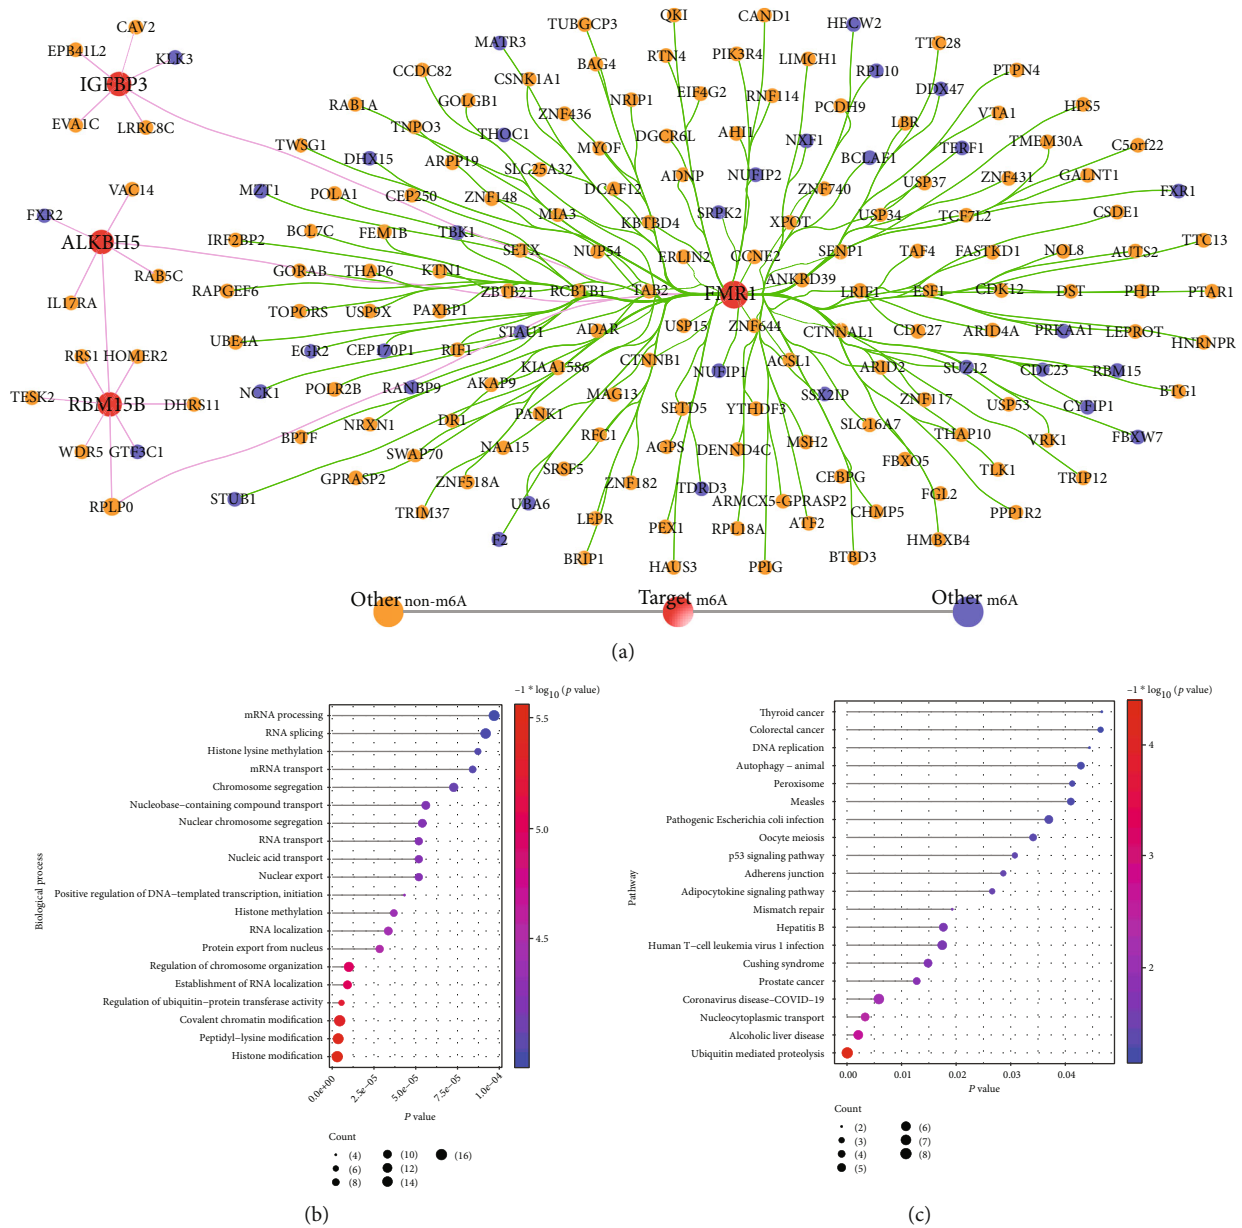 CAV2
EPB41L2
KLK3
IGFBP3
EVA1C
LRRC8C
VAC14
FXR2
ALKBH5
RAB5C
IL17RA
RRS1 HOMER2
TESK2
RBM15B
DHRS11
WDR5
GTF3C1
RPLP0
TUBGCP3
QKI
CAND1
HECW2
MATR3
RTN4
PIK3R4
LIMCH1
TTC28
CCDC82
CSNK1A1
BAG4
RPL10
PTPN4
RAB1A
GOLGB1
ZNF436
NRIP1
EIF4G2
RNF114
PCDH9
DDX47
HPS5
TNPO3
THOC1
MYOF
DGCR6L
AHI1
NXF1
LBR
VTA1
TMEM30A
C5orf22
TWSG1
DHX15
ARPP19
SLC25A32
DCAF12
ADNP
NUFIP2
BCLAF1
TERF1
ZNF431
GALNT1
MZT1
POLA1
CEP250
ZNF148
MIA3
KBTBD4
SRPK2
XPOT
ZNF740
USP37
USP34
TCF7L2
FXR1
CSDE1
IRF2BP2
BCL7C
FEM1B
TBK1
SETX
NUP54
ERLIN2
CCNE2
SENP1
TAF4
FASTKD1
NOL8
AUTS2
TTC13
GORAB
THAP6
KTN1
RAPGEF6
ZBTB21
RCBTB1
TAB2
FMR1
ANKRD39
LRIF1
ESF1
CDK12
DST
PHIP
PTAR1
TOPORS
USP9X
PAXBP1
STAU1
ADAR
USP15
ZNF644
CTNNAL1
CDC27
ARID4A
PRKAA1
LEPROT
HNRNPR
UBE4A
EGR2
CEP170P1
RIF1
KIAA1586
CTNNB1
NUFIP1
ACSL1
ARID2
SUZ12
CDC23
RBM15
BTG1
NCK1
POLR2B
RANBP9
AKAP9
MAG13
SETD5
YTHDF3
SSX2IP
ZNF117
USP53
CYFIP1
BPTF
NRXN1
DR1
PANK1
RFC1
AGPS
DENND4C
MSH2
SLC16A7
THAP10
VRK1
FBXW7
GPRASP2
SWAP70
NAA15
SRSF5
ZNF182
TDRD3
CEBPG
FBXO5
TLK1
TRIP12
STUB1
ZNF518A
UBA6
ARMCX5-GPRASP2
FGL2
TRIM37
LEPR
PEX1
RPL18A
ATF2
CHMP5
PPP1R2
F2
BRIP1
HAUS3
PPIG
BTBD3
HMBXB4
Other non-m6A
Target m6A
Other m6A
(a)
−1 * log10 (p value)
mRNA processing
RNA splicing
Histone lysine methylation
mRNA transport
Chromosome segregation
Nucleobase−containing compound transport
Nuclear chromosome segregation
RNA transport
Nucleic acid transport
Nuclear export
Positive regulation of DNA−templated transcription, initiation
Histone methylation
RNA localization
Protein export from nucleus
Regulation of chromosome organization
Establishment of RNA localization
Regulation of ubiquitin−protein transferase activity
Covalent chromatin modification
Peptidyl−lysine modification
Histone modification
Biological process
0.0e+00
2.5e−05
5.0e−05
7.5e−05
1.0e−04
P value
5.5
5.0
4.5
Count
(4)
(6)
(8)
(10)
(12)
(14)
(16)
(b)
−1 * log10 (p value)
Thyroid cancer
Colorectal cancer
DNA replication
Autophagy − animal
Peroxisome
Measles
Pathogenic Escherichia coli infection
Oocyte meiosis
p53 signaling pathway
Adherens junction
Adipocytokine signaling pathway
Mismatch repair
Hepatitis B
Human T−cell leukemia virus 1 infection
Cushing syndrome
Prostate cancer
Coronavirus disease−COVID−19
Nucleocytoplasmic transport
Alcoholic liver disease
Ubiquitin mediated proteolysis
Pathway
0.00
0.01
0.02
0.03
0.04
P value
4
3
2
Count
(2)
(3)
(4)
(5)
(6)
(7)
(8)
(c)